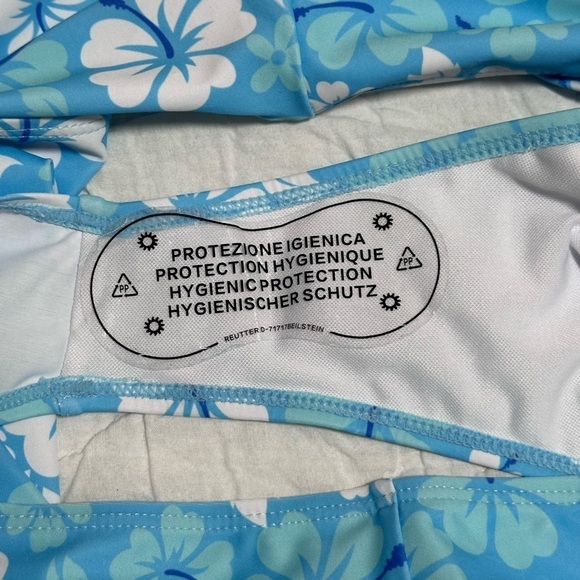 PROTEZIONE IGIENICA
PROTECTION HYGIENIQUE
HYGIENIC PROTECTION
HYGIENISCHER SCHUTZ
PP
PP
REUTTER D-71717 BEILSTEIN